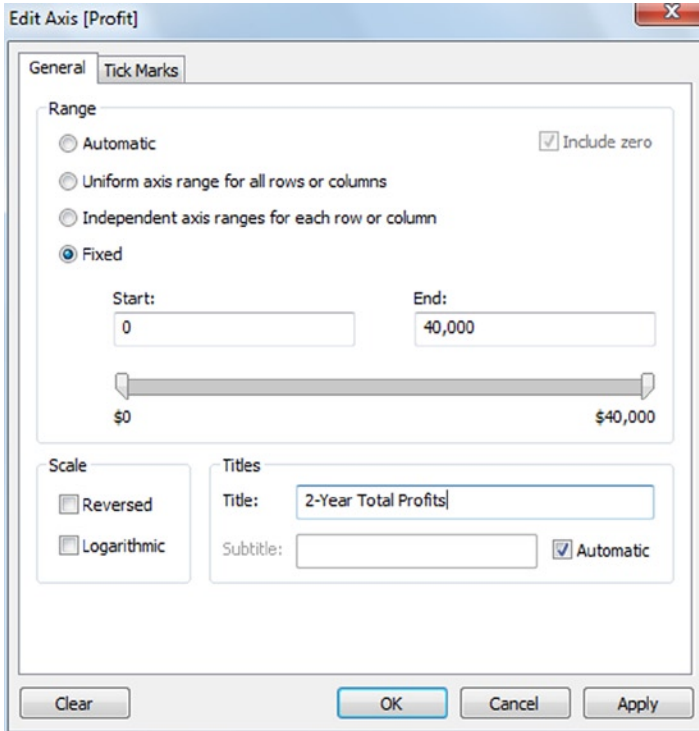 Edit Axis [Profit]
X
General Tick Marks
Range
Automatic Include zero
Uniform axis range for all rows or columns
Independent axis ranges for each row or column
Fixed
Start: End:
0 40,000
$0 $40,000
Scale Titles
Reversed Title: 2-Year Total Profits
Logarithmic Subtitle: Automatic
Clear OK Cancel Apply